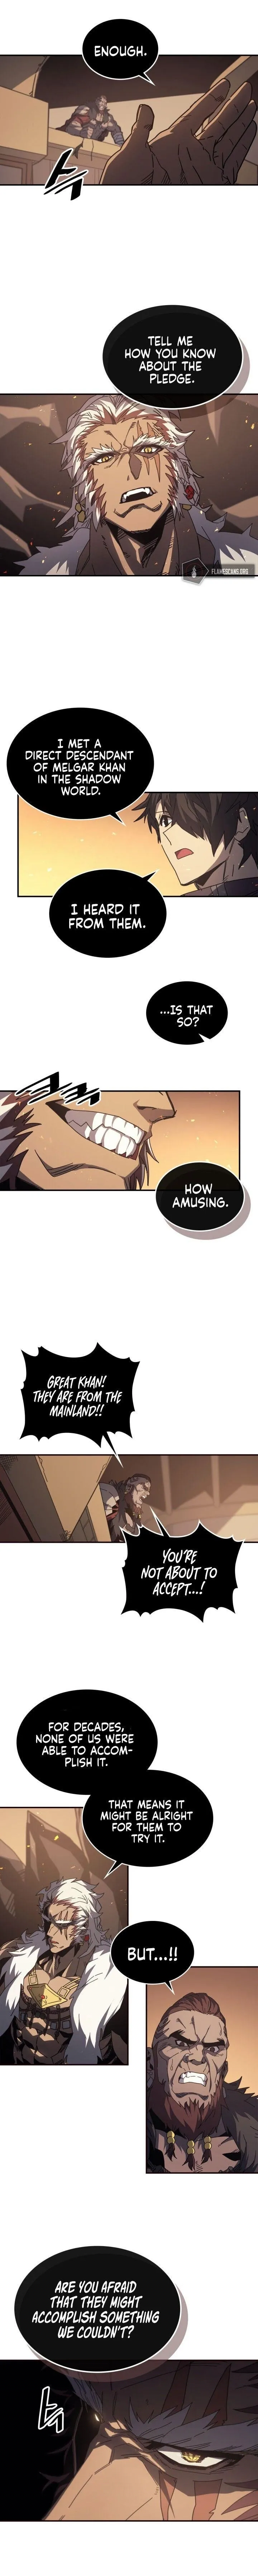 ENOUGH.
TELL ME
HOW YOU KNOW
ABOUT THE
PLEDGE.
FLAMESCANS.ORG
I MET A
DIRECT DESCENDANT
OF MELGAR KHAN
IN THE SHADOW
WORLD.
I HEARD IT
FROM THEM.
...IS THAT
SO?
HOW
AMUSING.
GREAT KHAN!
THEY ARE FROM THE
MAINLAND!!
YOU'RE
NOT ABOUT TO
ACCEPT...!
FOR DECADES,
NONE OF US WERE
ABLE TO ACCOM-
PLISH IT.
THAT MEANS IT
MIGHT BE ALRIGHT
FOR THEM TO
TRY IT.
BUT...!!
ARE YOU AFRAID
THAT THEY MIGHT
ACCOMPLISH SOMETHING
WE COULDN'T?